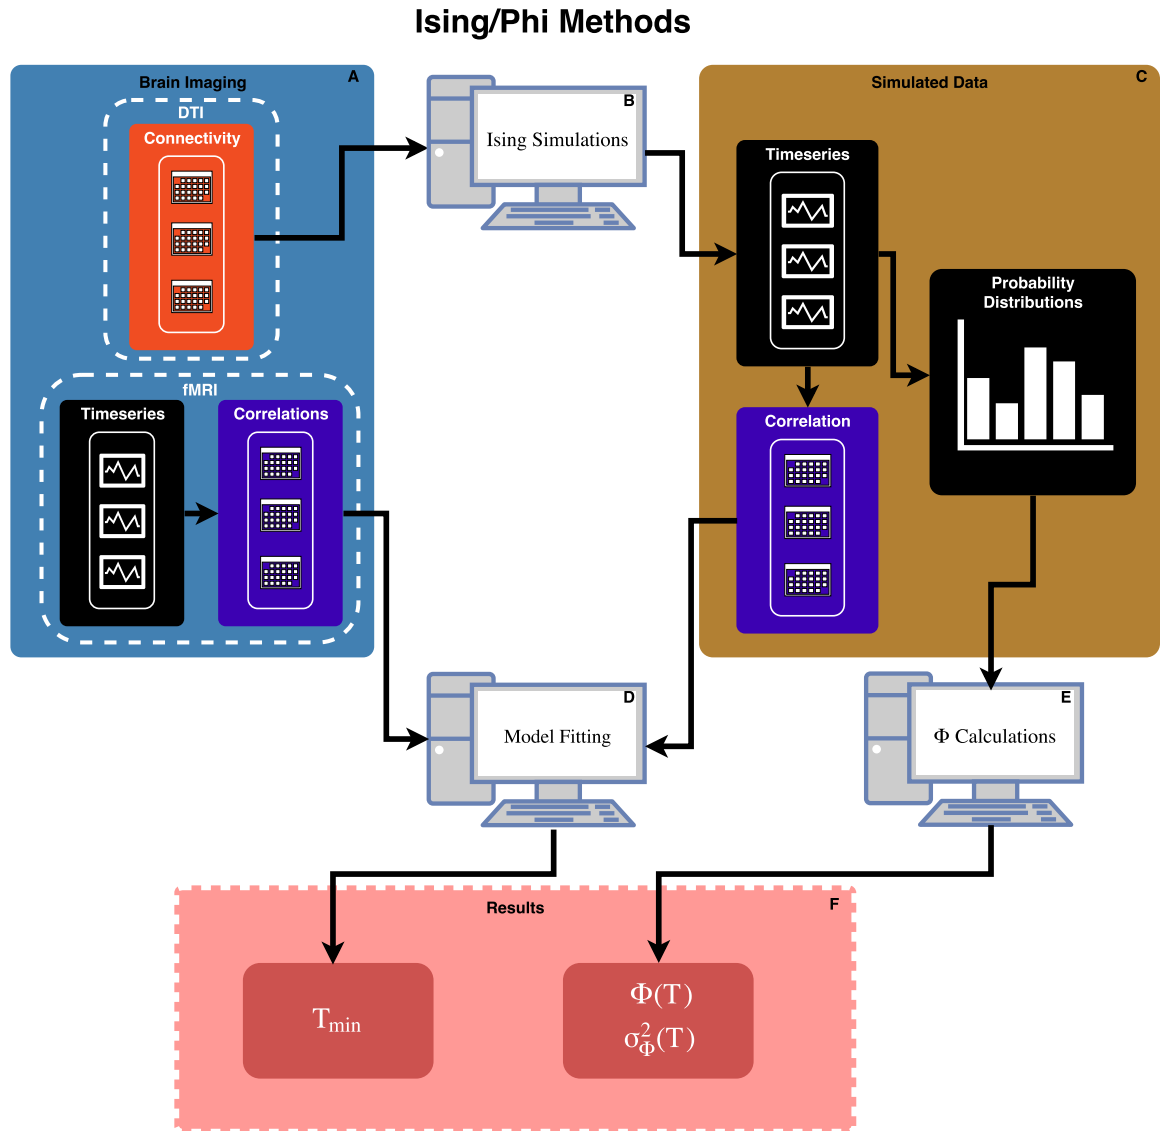 Ising/Phi Methods
Brain Imaging
A
DTI
Connectivity
fMRI
Timeseries
Correlations
B
Ising Simulations
Simulated Data
C
Timeseries
Probability
Distributions
Correlation
D
Model Fitting
E
Φ Calculations
Results
F
T_min
Φ(T)
σ²_Φ(T)